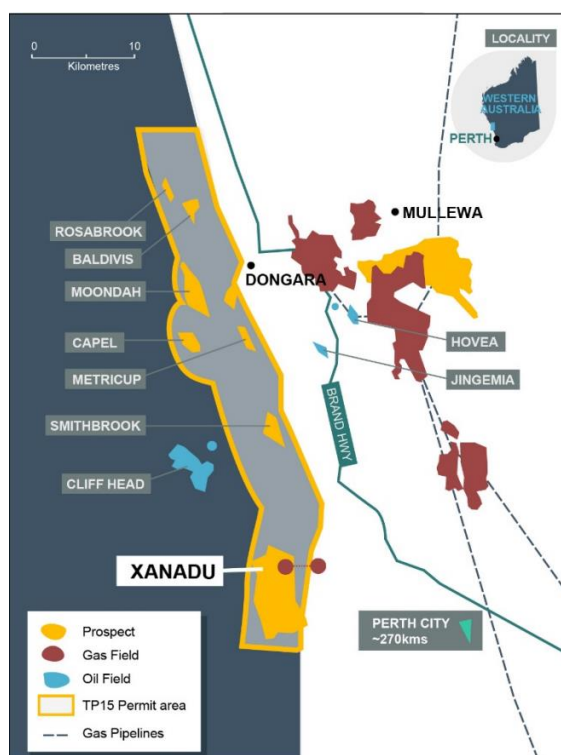 0 10
Kilometres
LOCALITY
WESTERN
AUSTRALIA
PERTH
MULLEWA
ROSABROOK
BALDIVIS
DONGARA
MOONDAH
CAPEL
HOVEA
METRICUP
JINGEMIA
SMITHBROOK
BRAND HWY
CLIFF HEAD
XANADU
PERTH CITY
~270kms
Prospect
Gas Field
Oil Field
TP15 Permit area
Gas Pipelines